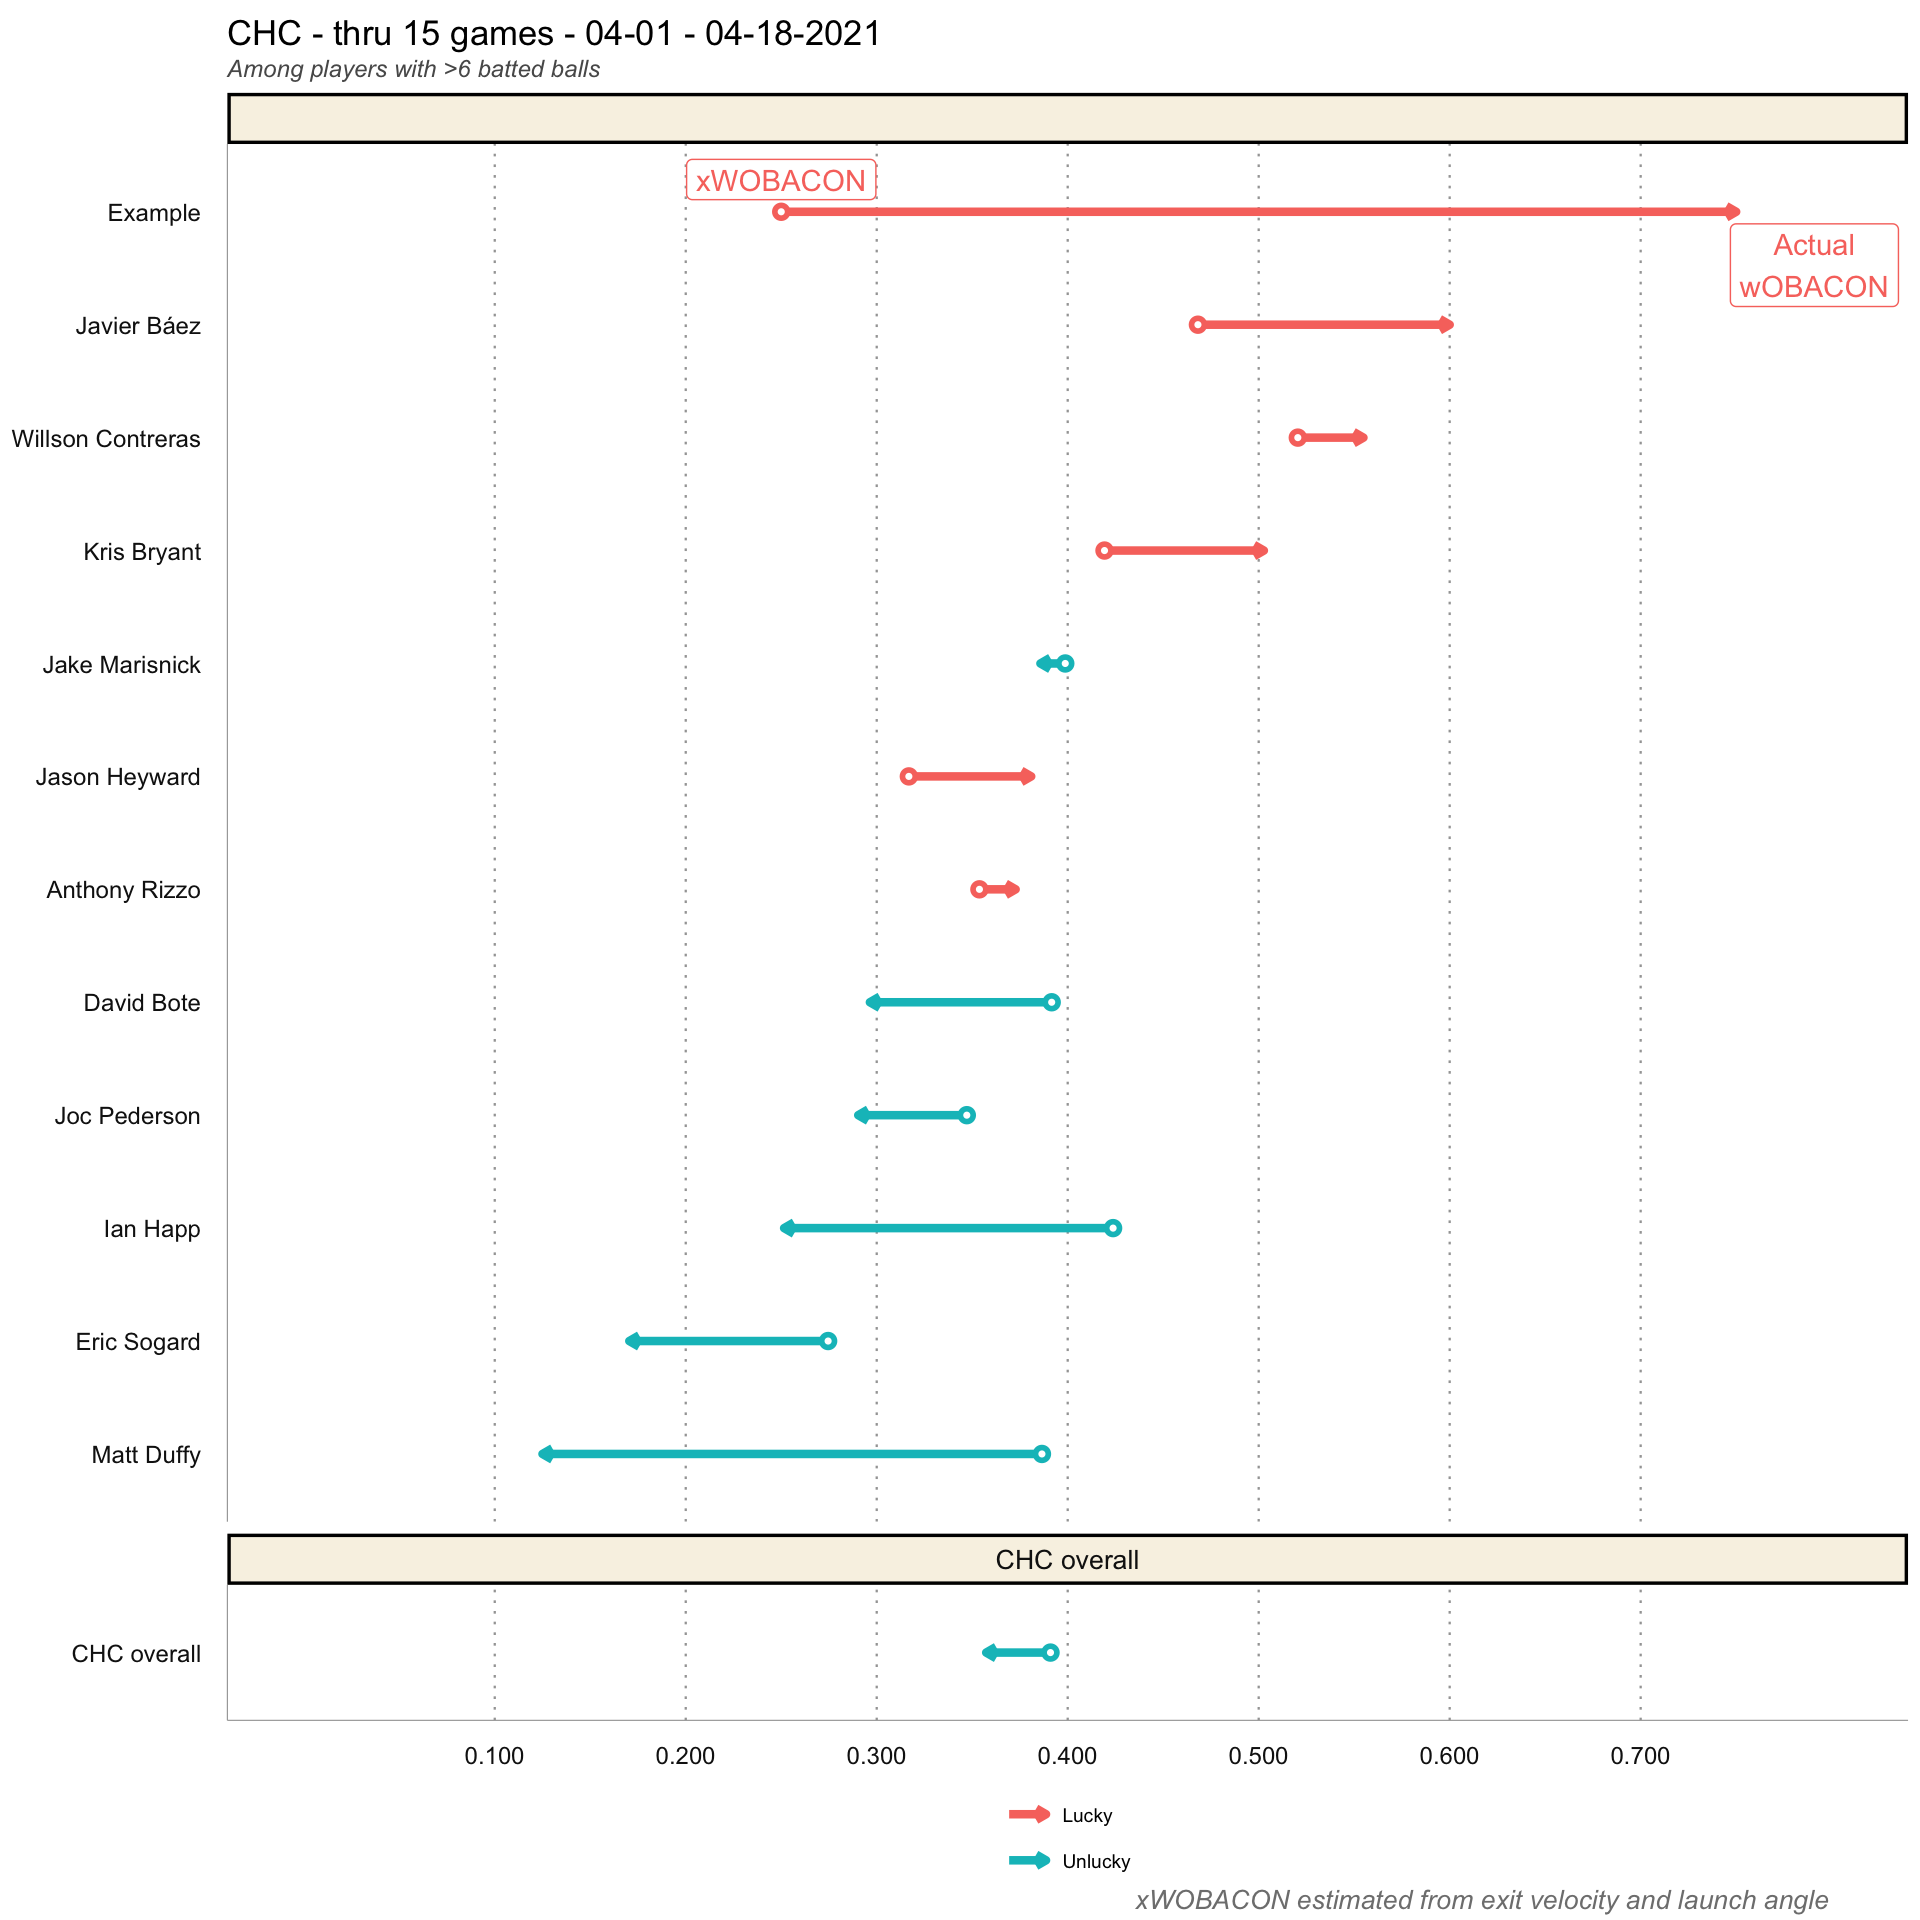 CHC - thru 15 games - 04-01 - 04-18-2021
Among players with >6 batted balls
xWOBACON
Example
Actual
wOBACON
Javier Báez
Willson Contreras
Kris Bryant
Jake Marisnick
Jason Heyward
Anthony Rizzo
David Bote
Joc Pederson
Ian Happ
Eric Sogard
Matt Duffy
CHC overall
CHC overall
0.100 0.200 0.300 0.400 0.500 0.600 0.700
Lucky
Unlucky
xWOBACON estimated from exit velocity and launch angle